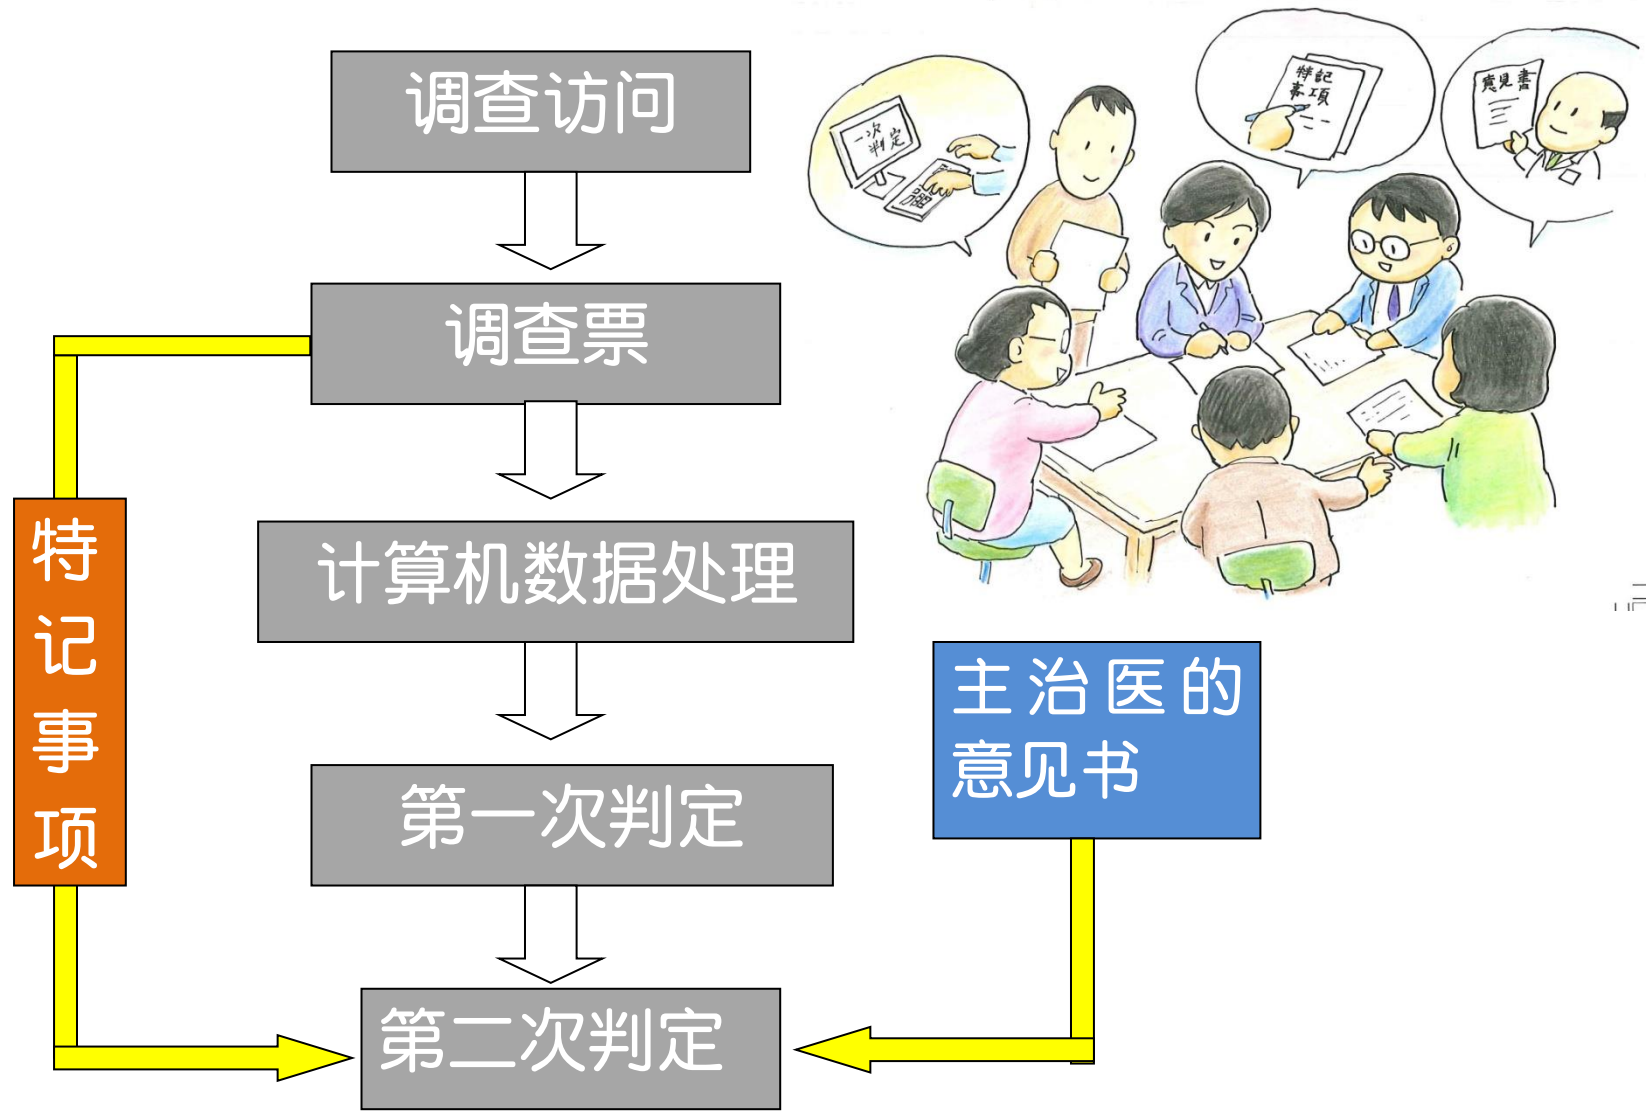 调查访问
调查票
计算机数据处理
第一次判定
第二次判定
特
记
事
项
主治医的
意见书
一次
判定
特記
事項
意見書